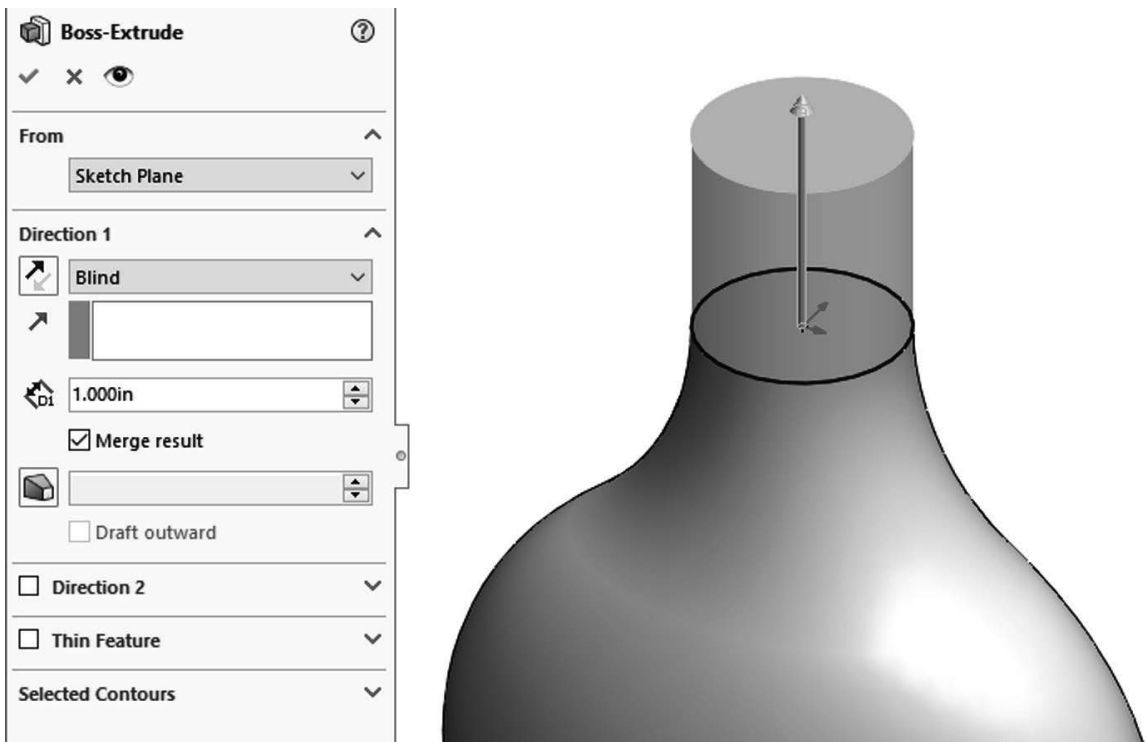 Boss-Extrude
From
Sketch Plane
Direction 1
Blind
D1
1.000in
Merge result
Draft outward
Direction 2
Thin Feature
Selected Contours